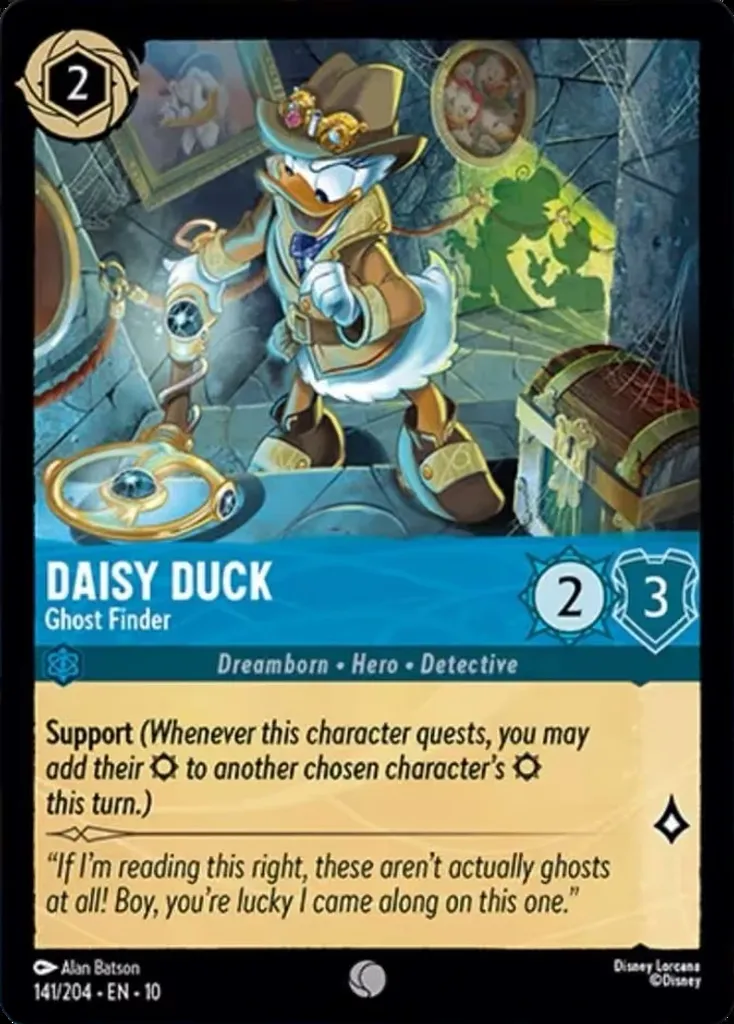 2
DAISY DUCK
Ghost Finder
2
3
Dreamborn • Hero • Detective
Support (Whenever this character quests, you may
add their to another chosen character's
this turn.)
"If I'm reading this right, these aren't actually ghosts
at all! Boy, you're lucky I came along on this one."
Alan Batson
141/204 • EN • 10
Disney Lorcana
©Disney